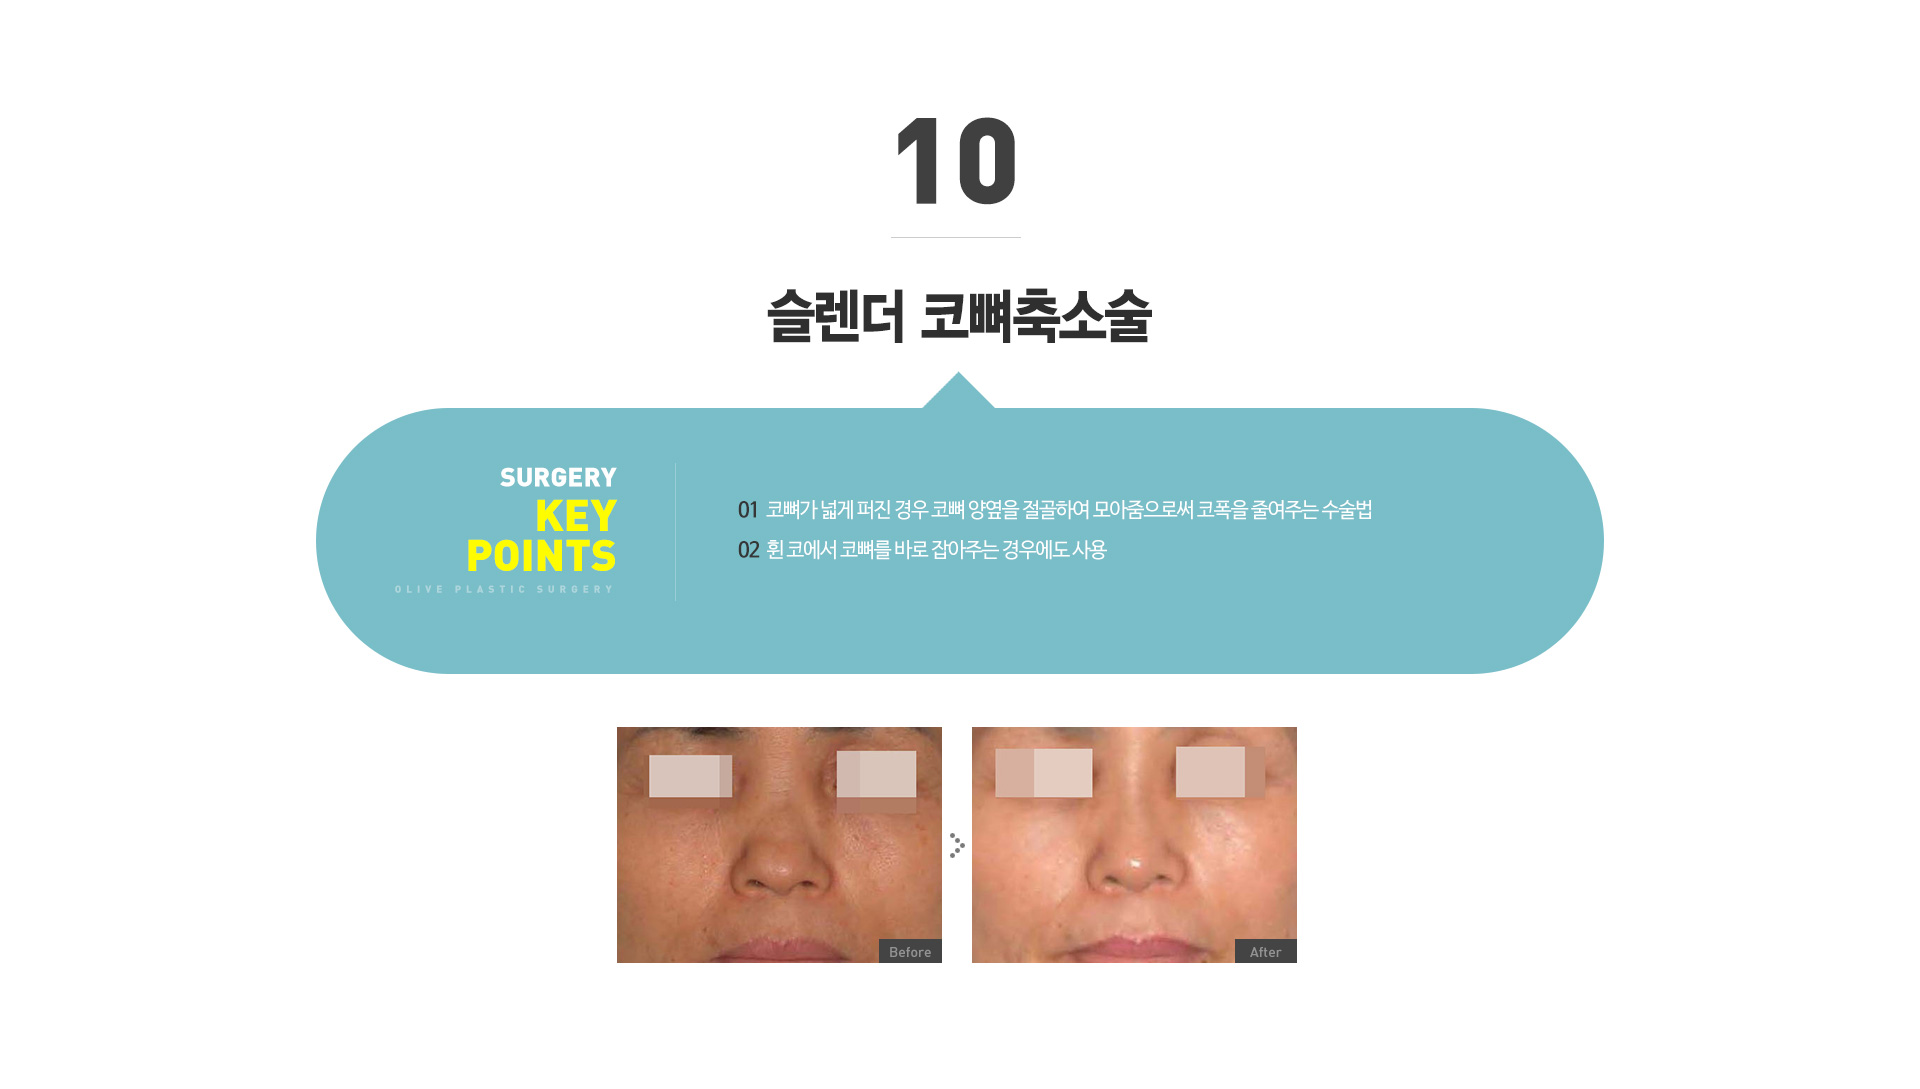 10
슬렌더 코뼈축소술
SURGERY
KEY
POINTS
OLIVE PLASTIC SURGERY
01 코뼈가 넓게 퍼진 경우 코뼈 양옆을 절골하여 모아줌으로써 코폭을 줄여주는 수술법
02 휜 코에서 코뼈를 바로 잡아주는 경우에도 사용
Before
After